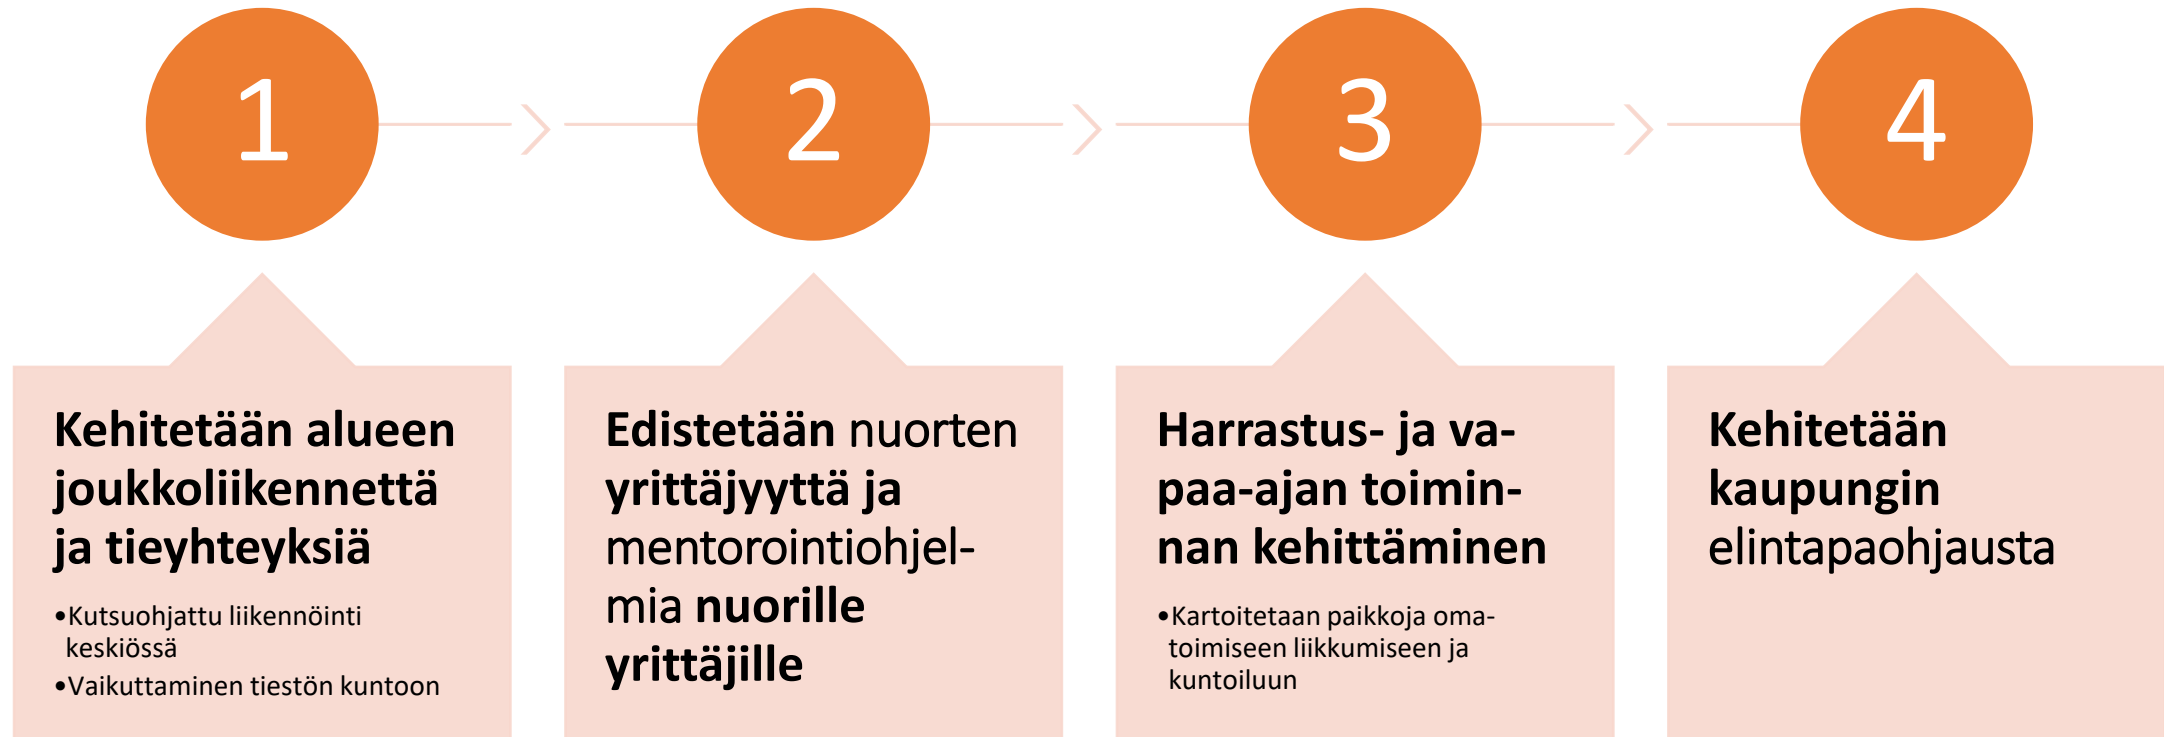 1
2
3
4
Kehitetään alueen
joukkoliikennettä
ja tieyhteyksiä
•Kutsuohjattu liikennöinti
keskiössä
•Vaikuttaminen tiestön kuntoon
Edistetään nuorten
yrittäjyyttä ja
mentorointiohjel-
mia nuorille
yrittäjille
Harrastus- ja va-
paa-ajan toimin-
nan kehittäminen
•Kartoitetaan paikkoja oma-
toimiseen liikkumiseen ja
kuntoiluun
Kehitetään
kaupungin
elintapaohjausta